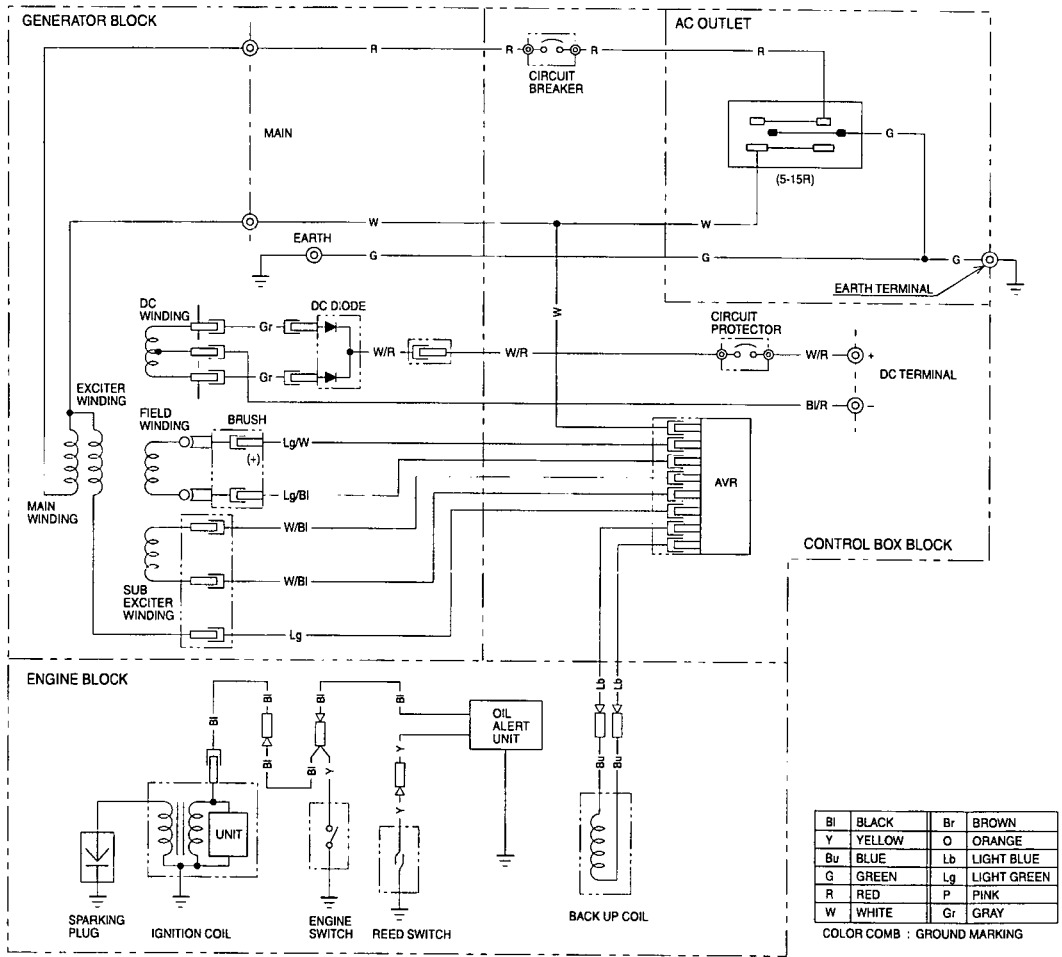 GENERATOR BLOCK
AC OUTLET
R
R
R
R
CIRCUIT
BREAKER
MAIN
G
(5-15R)
W
W
EARTH
G
G
G
EARTH TERMINAL
W
DC
WINDING
DC DIODE
CIRCUIT
PROTECTOR
Gr
W/R
W/R
W/R
+
DC TERMINAL
Gr
Bl/R
−
EXCITER
WINDING
FIELD
WINDING
BRUSH
Lg/W
(+)
AVR
Lg/Bl
MAIN
WINDING
W/Bl
CONTROL BOX BLOCK
W/Bl
SUB
EXCITER
WINDING
Lg
ENGINE BLOCK
Bl
Bl
Bl
Bl
Lb
Lb
OIL
ALERT
UNIT
Y
Bl
Bl
Y
Bu
Bu
Y
UNIT
SPARKING
PLUG
IGNITION COIL
ENGINE
SWITCH
REED SWITCH
BACK UP COIL
Bl BLACK Br BROWN
Y YELLOW O ORANGE
Bu BLUE Lb LIGHT BLUE
G GREEN Lg LIGHT GREEN
R RED P PINK
W WHITE Gr GRAY
COLOR COMB : GROUND MARKING